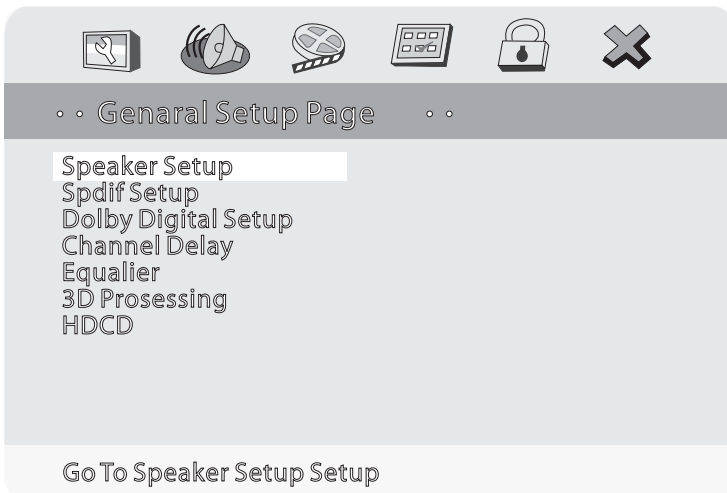 Genaral Setup Page
Speaker Setup
Spdif Setup
Dolby Digital Setup
Channel Delay
Equalier
3D Prosessing
HDCD
Go To Speaker Setup Setup